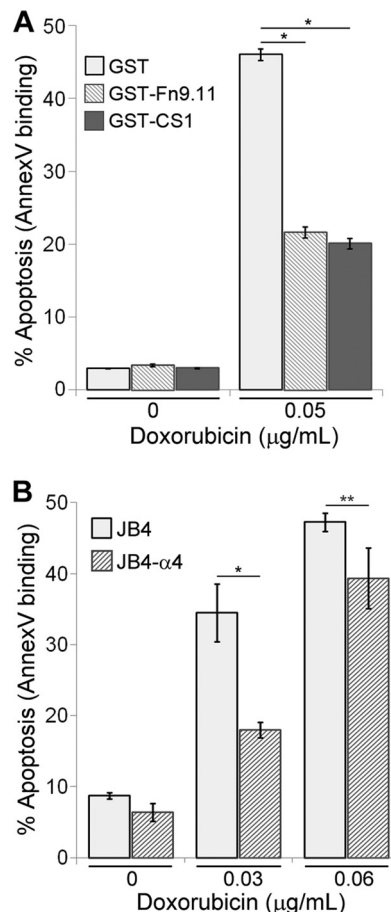 A
% Apoptosis (AnnexV binding)
50
40
30
20
10
0
GST
GST-Fn9.11
GST-CS1
*
*
0
0.05
Doxorubicin (μg/mL)
B
% Apoptosis (AnnexV binding)
50
40
30
20
10
0
JB4
JB4-α4
*
**
0
0.03
0.06
Doxorubicin (μg/mL)